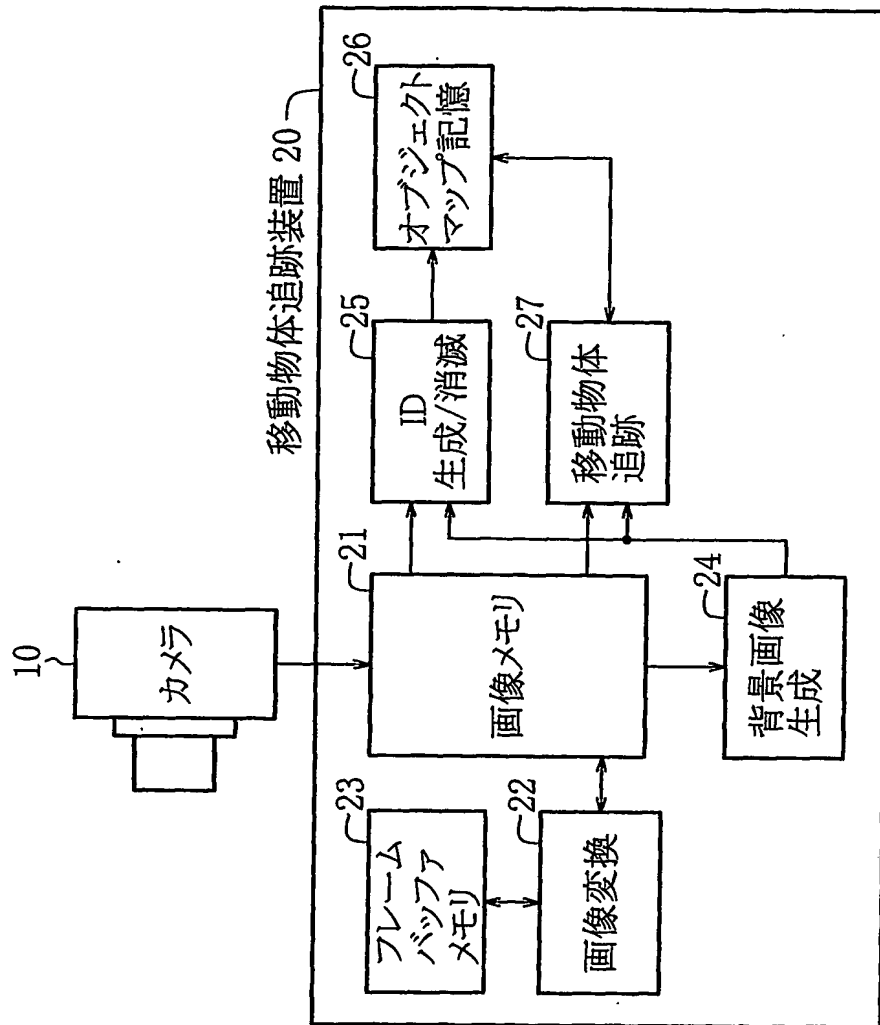 10
カメラ
移動物体追跡装置 20
23
フレーム
バッファ
メモリ
22
画像変換
21
画像メモリ
24
背景画像
生成
25
ID
生成/消滅
26
オブジェクト
マップ記憶
27
移動物体
追跡